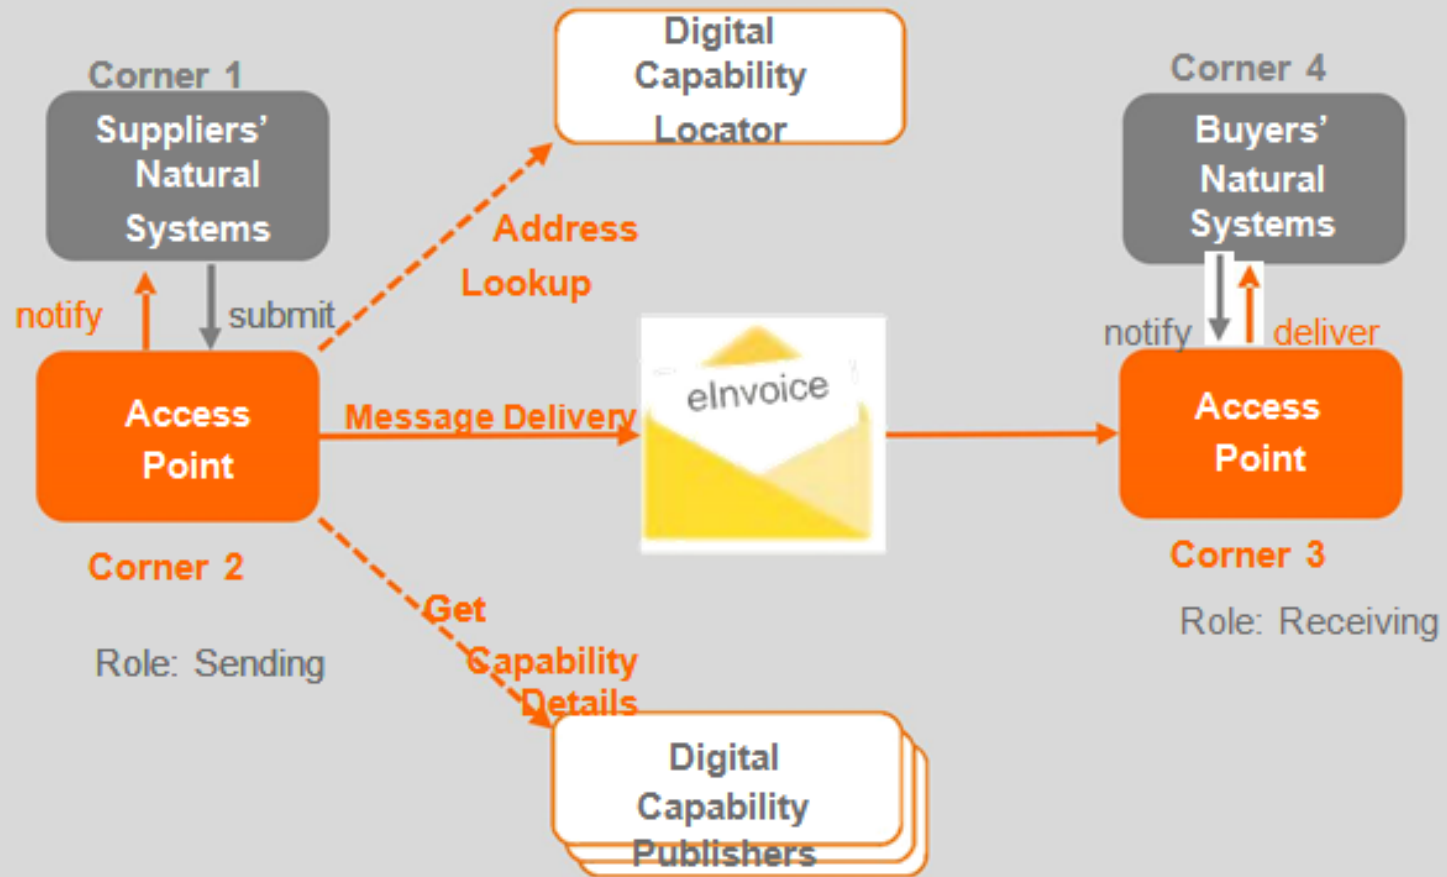 Digital
Capability
Locator
Corner 1
Suppliers’
Natural
Systems
Corner 4
Buyers’
Natural
Systems
Address
Lookup
notify
submit
notify
deliver
Access
Point
Message Delivery
eInvoice
Access
Point
Corner 2
Role: Sending
Corner 3
Role: Receiving
Get
Capability
Details
Digital
Capability
Publishers